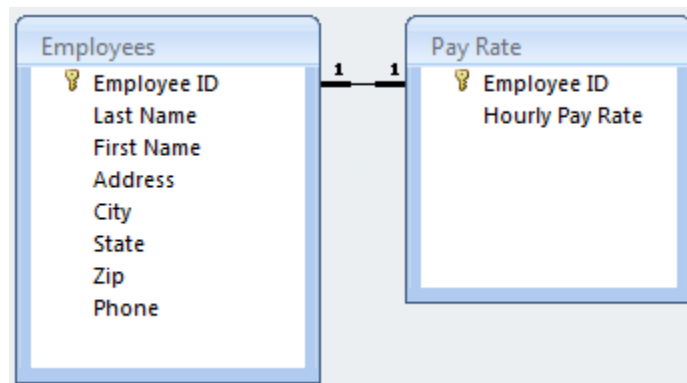 Employees
Employee ID
Last Name
First Name
Address
City
State
Zip
Phone
1 1
Pay Rate
Employee ID
Hourly Pay Rate